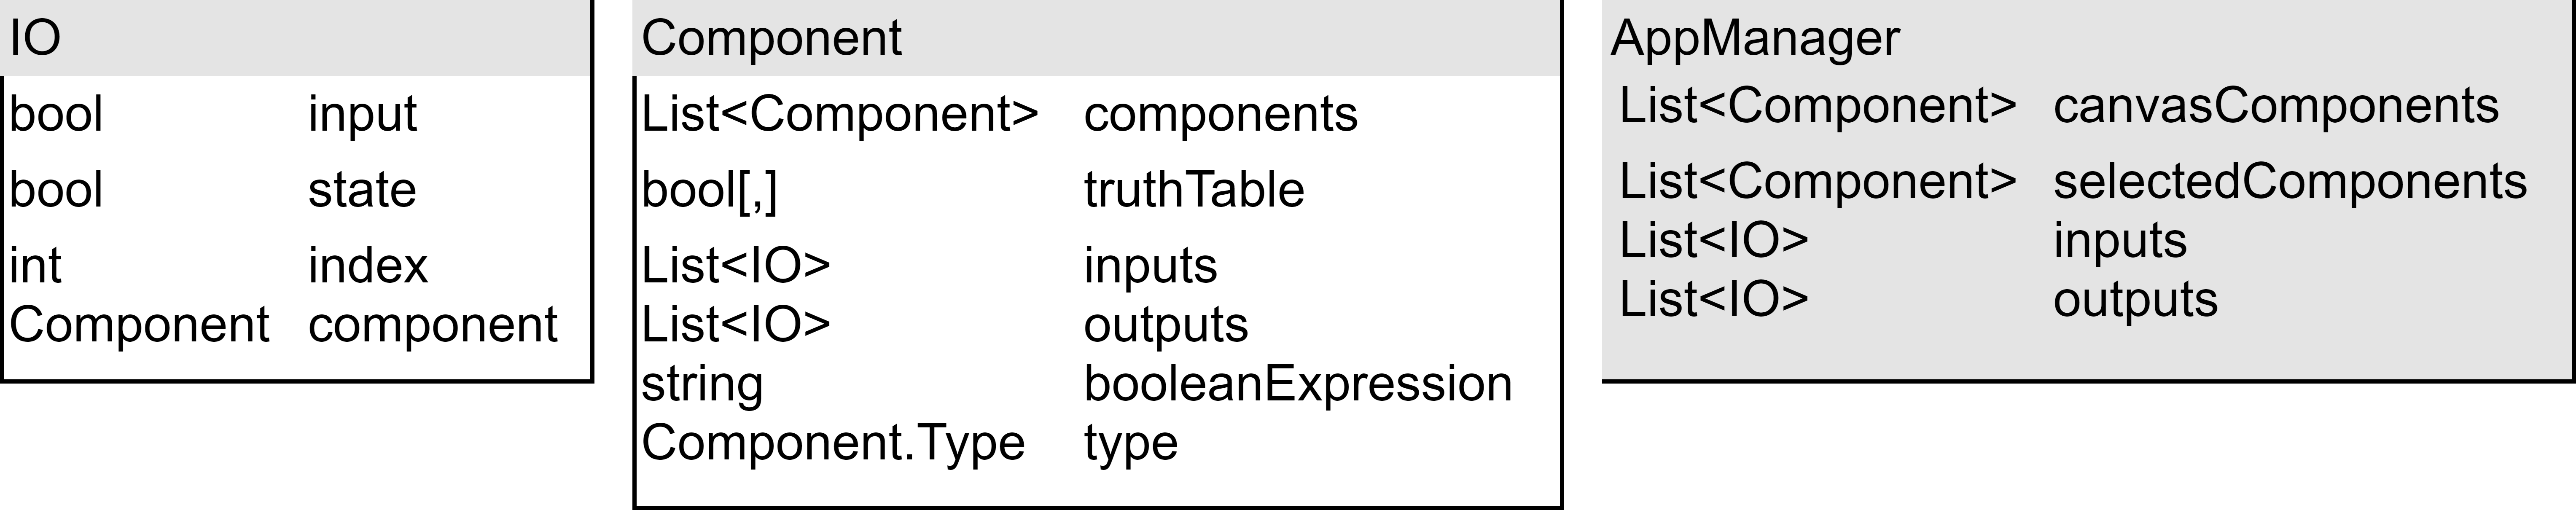 IO
bool input
bool state
int index
Component component
Component
List<Component> components
bool[,] truthTable
List<IO> inputs
List<IO> outputs
string booleanExpression
Component.Type type
AppManager
List<Component> canvasComponents
List<Component> selectedComponents
List<IO> inputs
List<IO> outputs